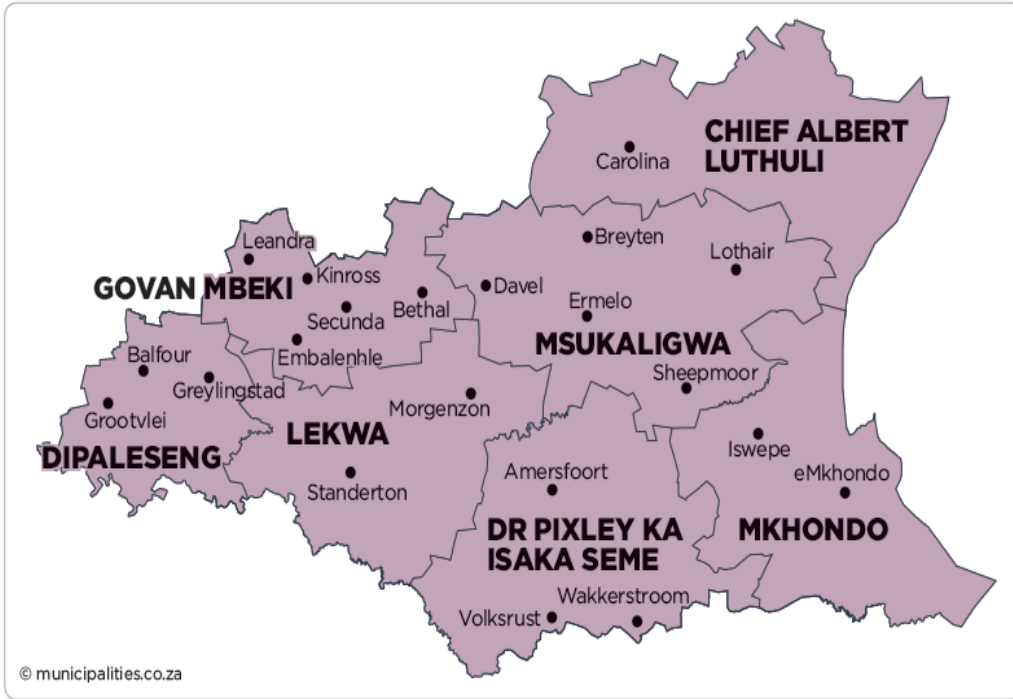 CHIEF ALBERT
LUTHULI
Carolina
Breyten
Lothair
Leandra
Kinross
GOVAN MBEKI
Davel
Bethal
Secunda
Ermelo
MSUKALIGWA
Embalenhle
Balfour
Sheepmoor
Greylingstad
Morgenzon
Grootvlei
LEKWA
Iswepe
DIPALESENG
Amersfoort
eMkhondo
Standerton
DR PIXLEY KA
ISAKA SEME
MKHONDO
Wakkerstroom
Volksrust
© municipalities.co.za